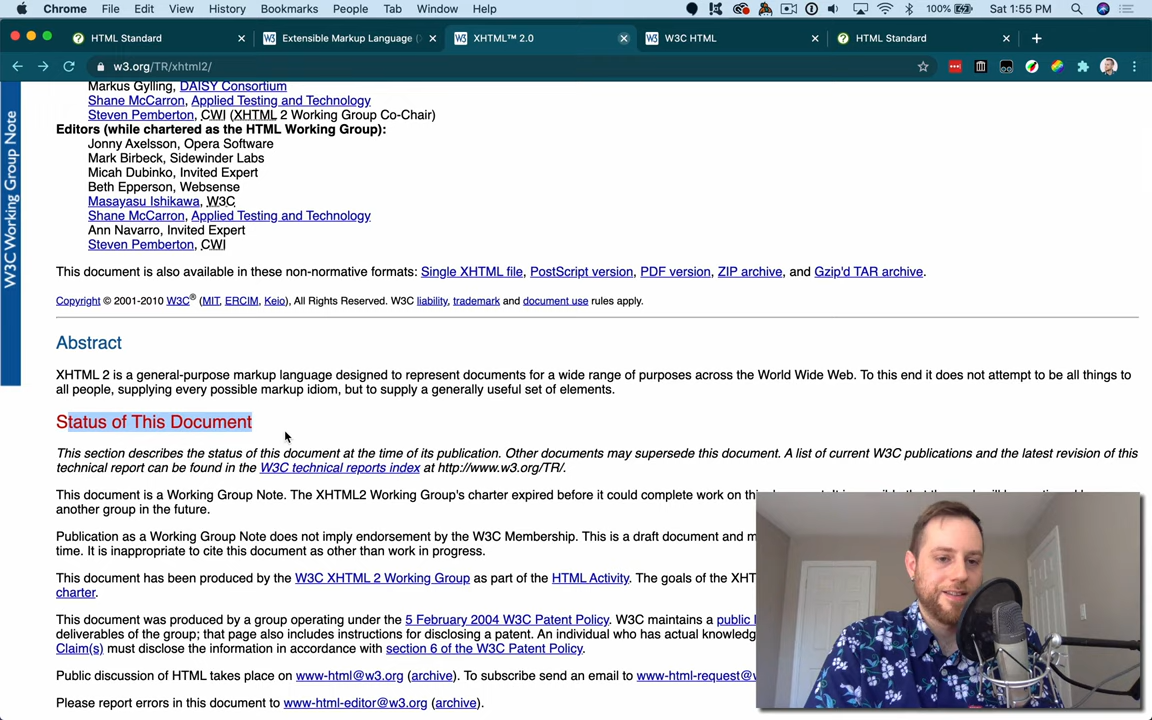 Chrome File Edit View History Bookmarks People Tab Window Help 100% Sat 1:55 PM
HTML Standard Extensible Markup Language ( XHTML™ 2.0 W3C HTML HTML Standard
w3.org/TR/xhtml2/
W3C Working Group Note
Markus Gylling, DAISY Consortium
Shane McCarron, Applied Testing and Technology
Steven Pemberton, CWI (XHTML 2 Working Group Co-Chair)
Editors (while chartered as the HTML Working Group):
Jonny Axelsson, Opera Software
Mark Birbeck, Sidewinder Labs
Micah Dubinko, Invited Expert
Beth Epperson, Websense
Masayasu Ishikawa, W3C
Shane McCarron, Applied Testing and Technology
Ann Navarro, Invited Expert
Steven Pemberton, CWI
This document is also available in these non-normative formats: Single XHTML file, PostScript version, PDF version, ZIP archive, and Gzip'd TAR archive.
Copyright © 2001-2010 W3C® (MIT, ERCIM, Keio), All Rights Reserved. W3C liability, trademark and document use rules apply.
Abstract
XHTML 2 is a general-purpose markup language designed to represent documents for a wide range of purposes across the World Wide Web. To this end it does not attempt to be all things to
all people, supplying every possible markup idiom, but to supply a generally useful set of elements.
Status of This Document
This section describes the status of this document at the time of its publication. Other documents may supersede this document. A list of current W3C publications and the latest revision of this
technical report can be found in the W3C technical reports index at http://www.w3.org/TR/.
This document is a Working Group Note. The XHTML2 Working Group's charter expired before it could complete work on this
another group in the future.
Publication as a Working Group Note does not imply endorsement by the W3C Membership. This is a draft document and m
time. It is inappropriate to cite this document as other than work in progress.
This document has been produced by the W3C XHTML 2 Working Group as part of the HTML Activity. The goals of the XHT
charter.
This document was produced by a group operating under the 5 February 2004 W3C Patent Policy. W3C maintains a public l
deliverables of the group; that page also includes instructions for disclosing a patent. An individual who has actual knowledg
Claim(s) must disclose the information in accordance with section 6 of the W3C Patent Policy.
Public discussion of HTML takes place on www-html@w3.org (archive). To subscribe send an email to www-html-request@w
Please report errors in this document to www-html-editor@w3.org (archive).